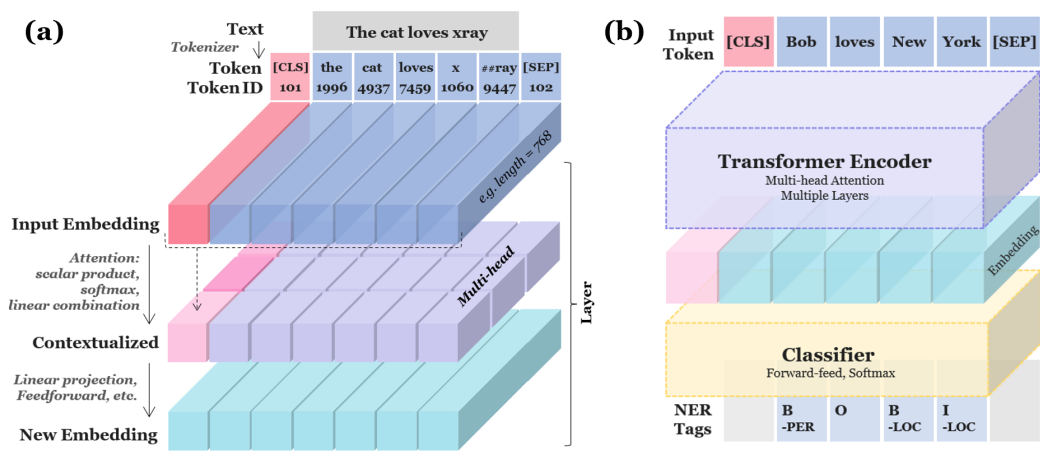 (a)
Text
The cat loves xray
Tokenizer
Token
[CLS] the cat loves x ##ray [SEP]
Token ID
101 1996 4937 7459 1060 9447 102
e.g. length = 768
Input Embedding
Attention:
scalar product,
softmax,
linear combination
Multi-head
Layer
Contextualized
Linear projection,
Feedforward, etc.
New Embedding
(b)
Input
Token
[CLS] Bob loves New York [SEP]
Transformer Encoder
Multi-head Attention
Multiple Layers
Embedding
Classifier
Forward-feed, Softmax
NER
Tags
B O B I
-PER -LOC -LOC